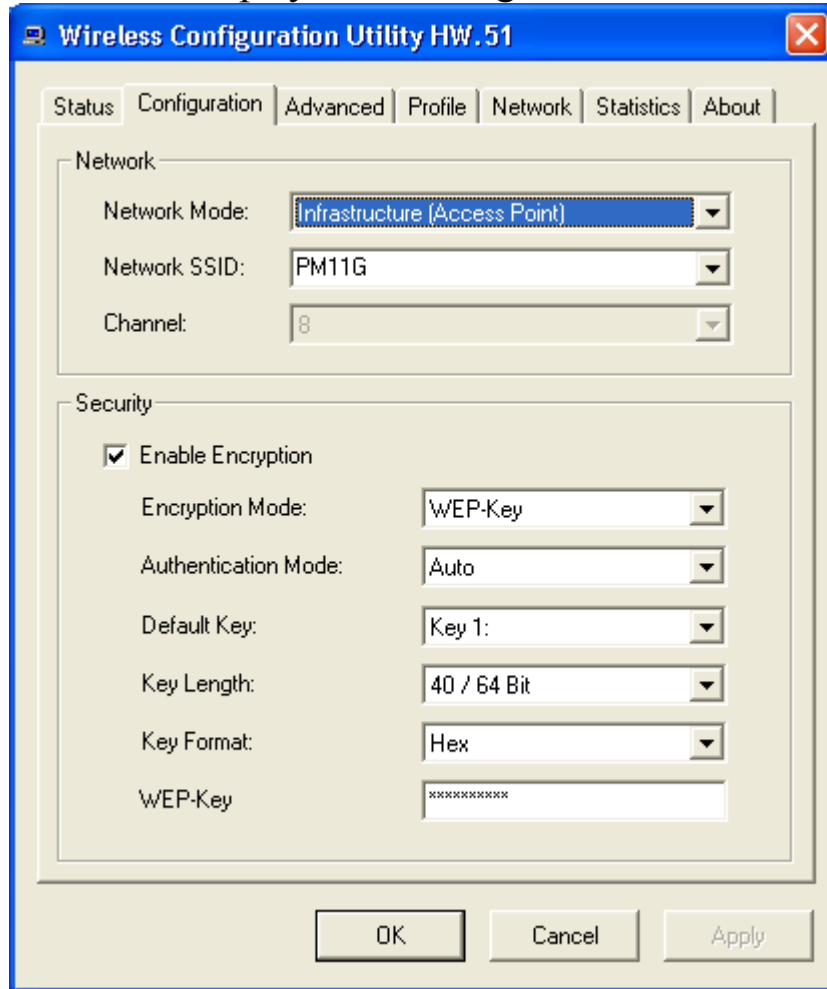 Wireless Configuration Utility HW.51
Status Configuration Advanced Profile Network Statistics About
Network
Network Mode: Infrastructure (Access Point)
Network SSID: PM11G
Channel: 8
Security
Enable Encryption
Encryption Mode: WEP-Key
Authentication Mode: Auto
Default Key: Key 1:
Key Length: 40 / 64 Bit
Key Format: Hex
WEP-Key **********
OK Cancel Apply